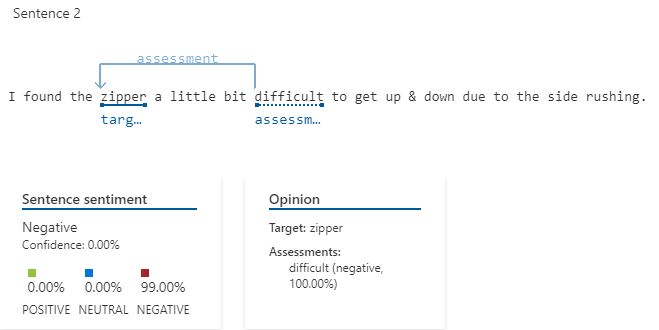 Sentence 2
assessment
I found the zipper a little bit difficult to get up & down due to the side rushing.
targ... assessm...
Sentence sentiment
Negative
Confidence: 0.00%
0.00% 0.00% 99.00%
POSITIVE NEUTRAL NEGATIVE
Opinion
Target: zipper
Assessments:
difficult (negative,
100.00%)